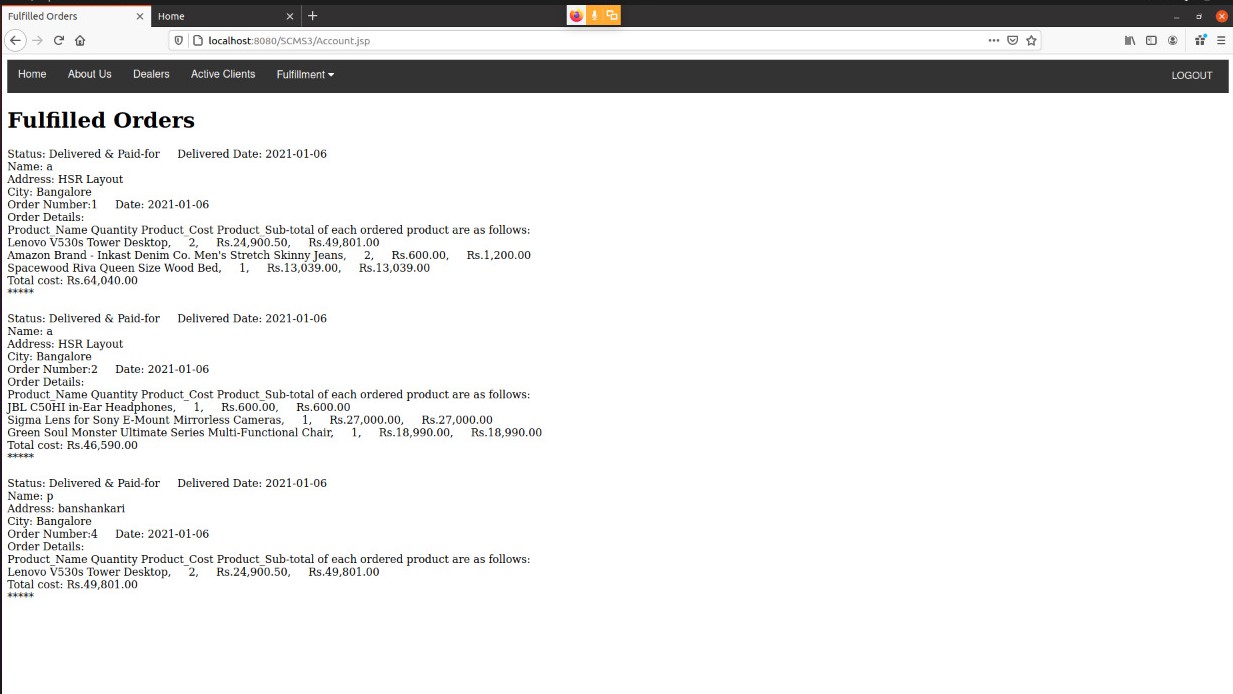 Fulfilled Orders
Home
localhost:8080/SCMS3/Account.jsp
Home About Us Dealers Active Clients Fulfillment LOGOUT
Fulfilled Orders
Status: Delivered & Paid-for Delivered Date: 2021-01-06
Name: a
Address: HSR Layout
City: Bangalore
Order Number:1 Date: 2021-01-06
Order Details:
Product_Name Quantity Product_Cost Product_Sub-total of each ordered product are as follows:
Lenovo V530s Tower Desktop, 2, Rs.24,900.50, Rs.49,801.00
Amazon Brand - Inkast Denim Co. Men's Stretch Skinny Jeans, 2, Rs.600.00, Rs.1,200.00
Spacewood Riva Queen Size Wood Bed, 1, Rs.13,039.00, Rs.13,039.00
Total cost: Rs.64,040.00
*****
Status: Delivered & Paid-for Delivered Date: 2021-01-06
Name: a
Address: HSR Layout
City: Bangalore
Order Number:2 Date: 2021-01-06
Order Details:
Product_Name Quantity Product_Cost Product_Sub-total of each ordered product are as follows:
JBL C50HI in-Ear Headphones, 1, Rs.600.00, Rs.600.00
Sigma Lens for Sony E-Mount Mirrorless Cameras, 1, Rs.27,000.00, Rs.27,000.00
Green Soul Monster Ultimate Series Multi-Functional Chair, 1, Rs.18,990.00, Rs.18,990.00
Total cost: Rs.46,590.00
*****
Status: Delivered & Paid-for Delivered Date: 2021-01-06
Name: p
Address: banshankari
City: Bangalore
Order Number:4 Date: 2021-01-06
Order Details:
Product_Name Quantity Product_Cost Product_Sub-total of each ordered product are as follows:
Lenovo V530s Tower Desktop, 2, Rs.24,900.50, Rs.49,801.00
Total cost: Rs.49,801.00
*****